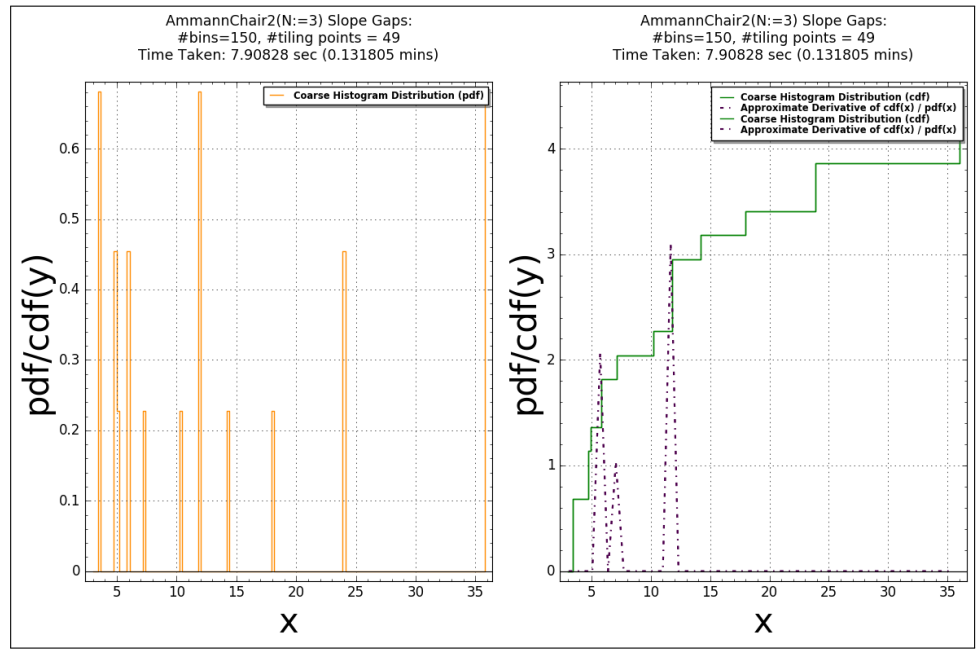 AmmannChair2(N:=3) Slope Gaps:
#bins=150, #tiling points = 49
Time Taken: 7.90828 sec (0.131805 mins)
Coarse Histogram Distribution (pdf)
pdf/cdf(y)
0.6
0.5
0.4
0.3
0.2
0.1
0
5 10 15 20 25 30 35
x
AmmannChair2(N:=3) Slope Gaps:
#bins=150, #tiling points = 49
Time Taken: 7.90828 sec (0.131805 mins)
Coarse Histogram Distribution (cdf)
Approximate Derivative of cdf(x) / pdf(x)
Coarse Histogram Distribution (cdf)
Approximate Derivative of cdf(x) / pdf(x)
pdf/cdf(y)
4
3
2
1
0
5 10 15 20 25 30 35
x